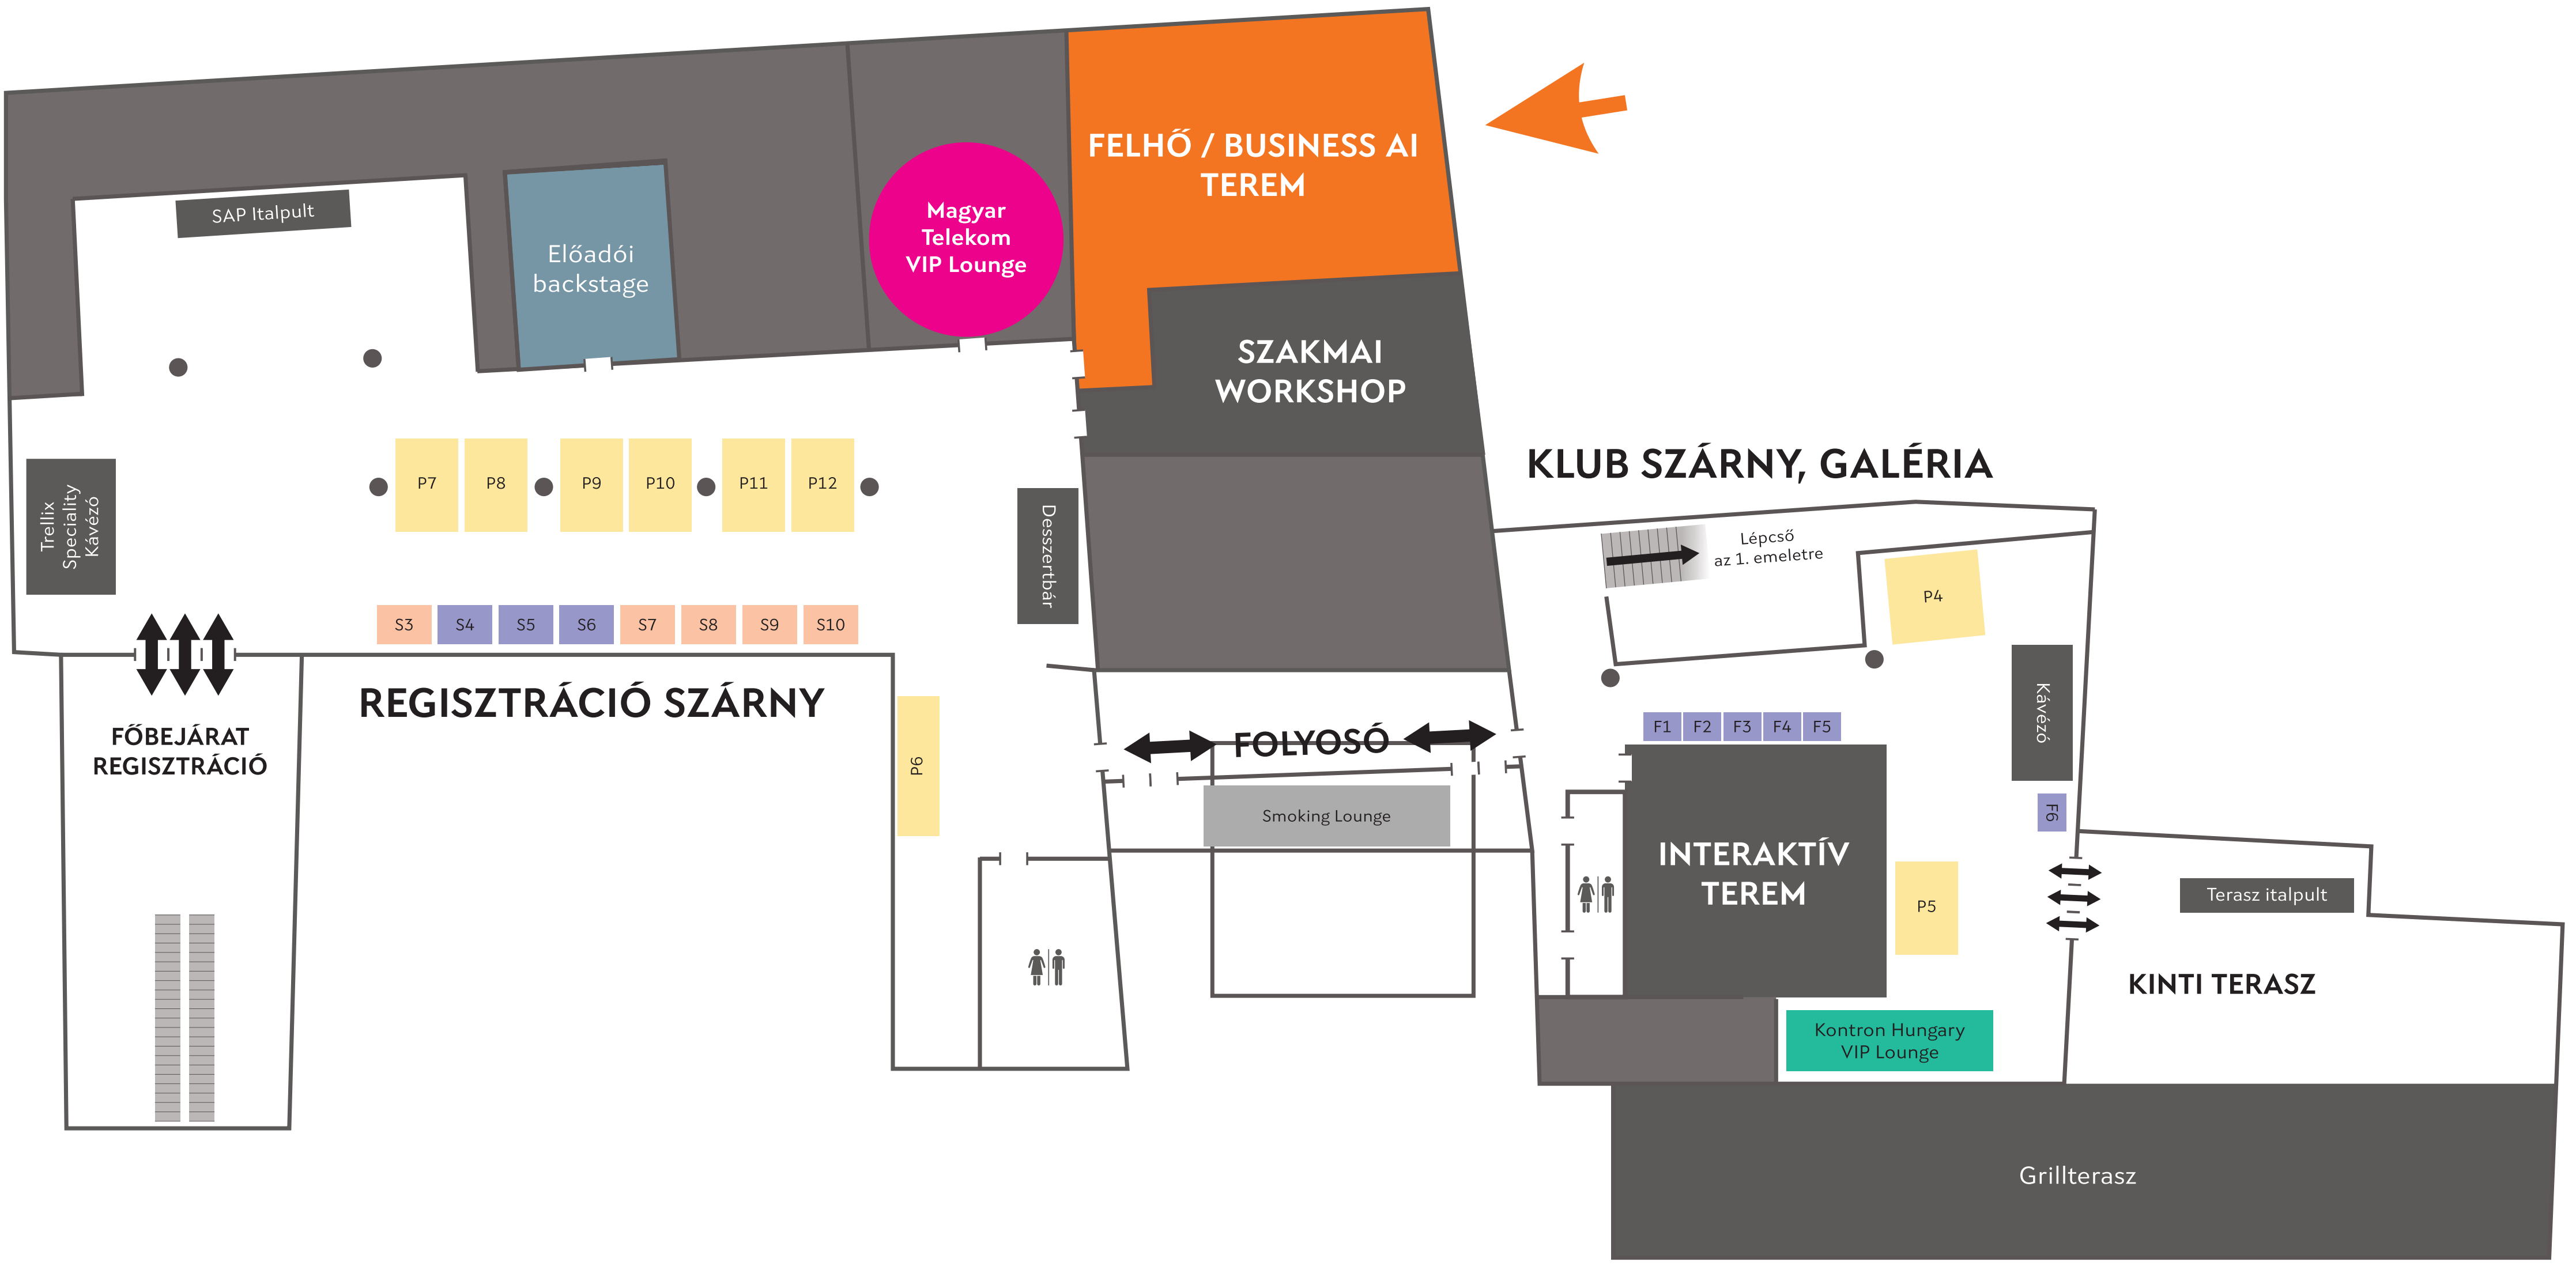 FELHŐ / BUSINESS AI
TEREM
Magyar
Telekom
VIP Lounge
SAP Italpult
Előadói
backstage
SZAKMAI
WORKSHOP
KLUB SZÁRNY, GALÉRIA
Trellix
Speciality
Kávézó
P7
P8
P9
P10
P11
P12
Desszertbár
Lépcső
az 1. emeletre
P4
S3
S4
S5
S6
S7
S8
S9
S10
REGISZTRÁCIÓ SZÁRNY
FŐBEJÁRAT
REGISZTRÁCIÓ
P6
FOLYOSÓ
Smoking Lounge
F1
F2
F3
F4
F5
Kávézó
F6
INTERAKTÍV
TEREM
P5
Terasz italpult
KINTI TERASZ
Kontron Hungary
VIP Lounge
Grillterasz